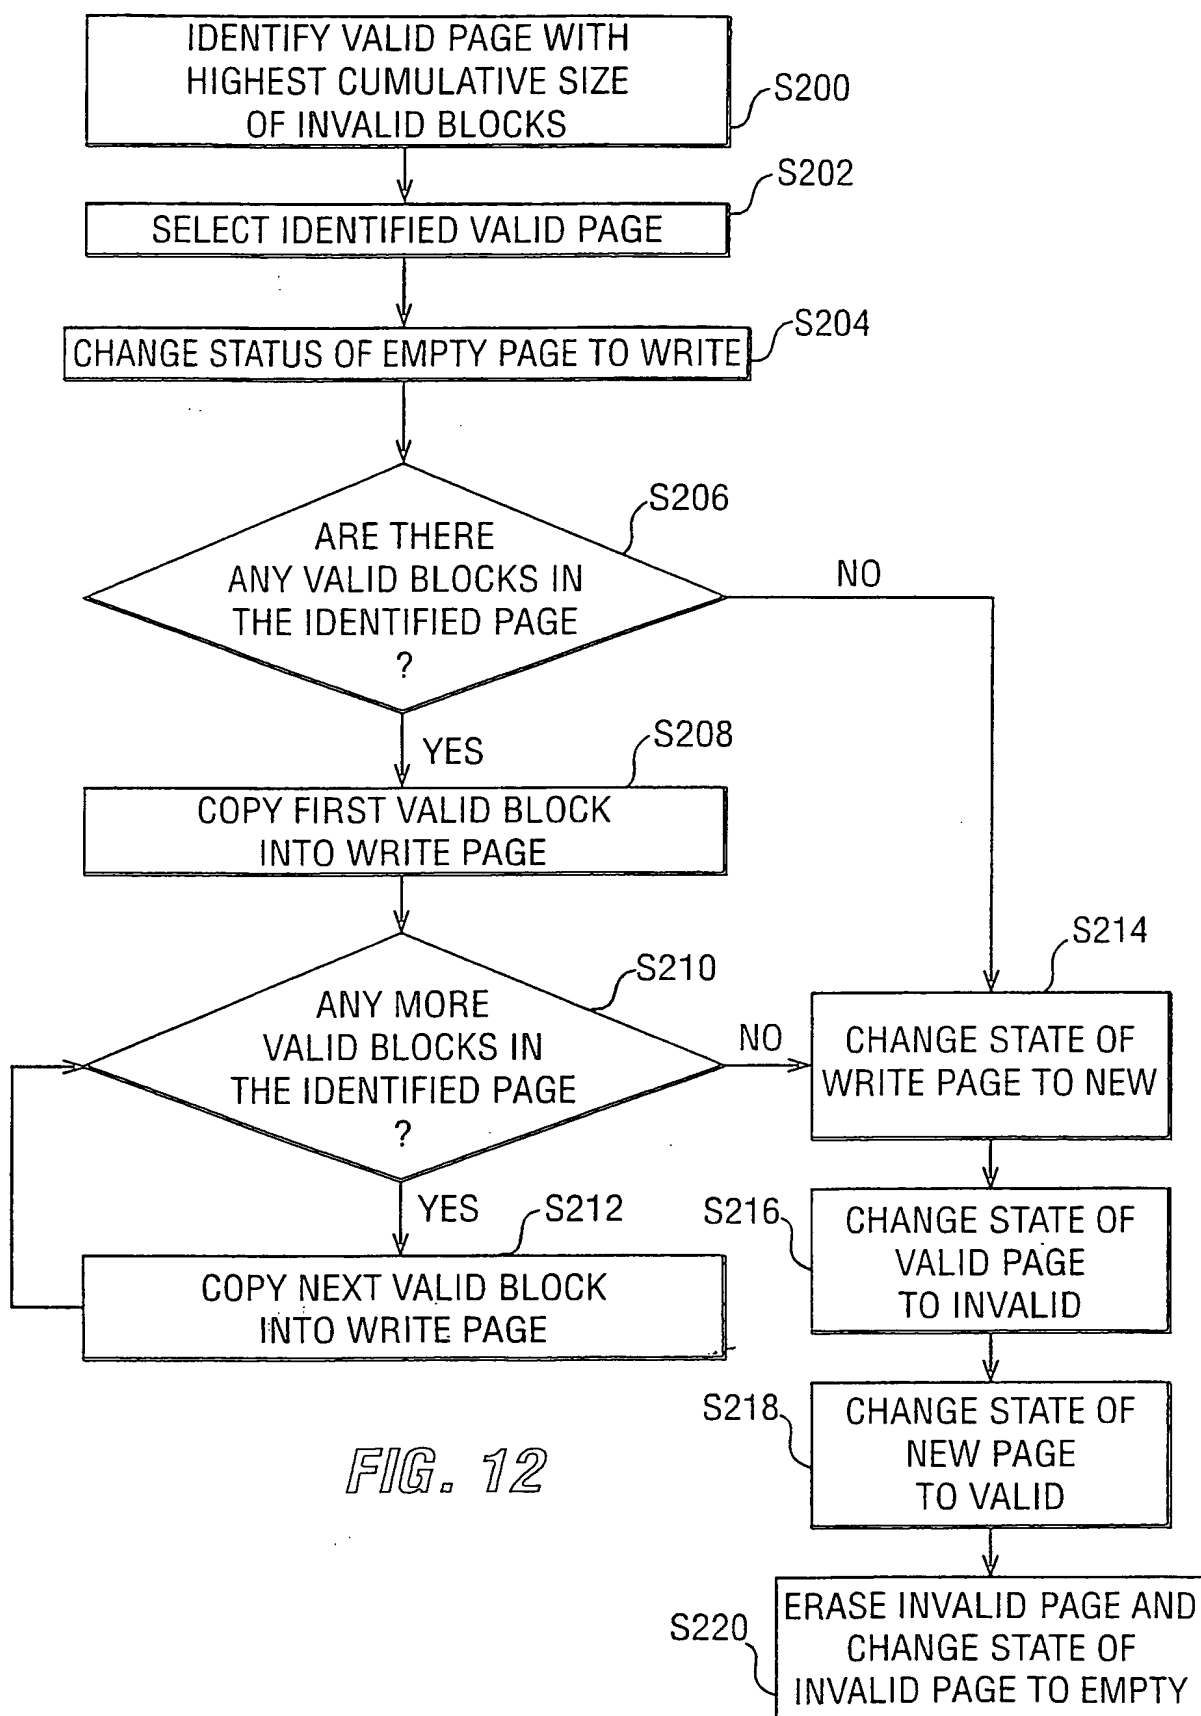 IDENTIFY VALID PAGE WITH
HIGHEST CUMULATIVE SIZE
OF INVALID BLOCKS
S200
S202
SELECT IDENTIFIED VALID PAGE
S204
CHANGE STATUS OF EMPTY PAGE TO WRITE
S206
ARE THERE
ANY VALID BLOCKS IN
THE IDENTIFIED PAGE
?
NO
YES
S208
COPY FIRST VALID BLOCK
INTO WRITE PAGE
S210
ANY MORE
VALID BLOCKS IN
THE IDENTIFIED PAGE
?
NO
YES
S212
COPY NEXT VALID BLOCK
INTO WRITE PAGE
S214
CHANGE STATE OF
WRITE PAGE TO NEW
S216
CHANGE STATE OF
VALID PAGE
TO INVALID
S218
CHANGE STATE OF
NEW PAGE
TO VALID
S220
ERASE INVALID PAGE AND
CHANGE STATE OF
INVALID PAGE TO EMPTY
FIG. 12